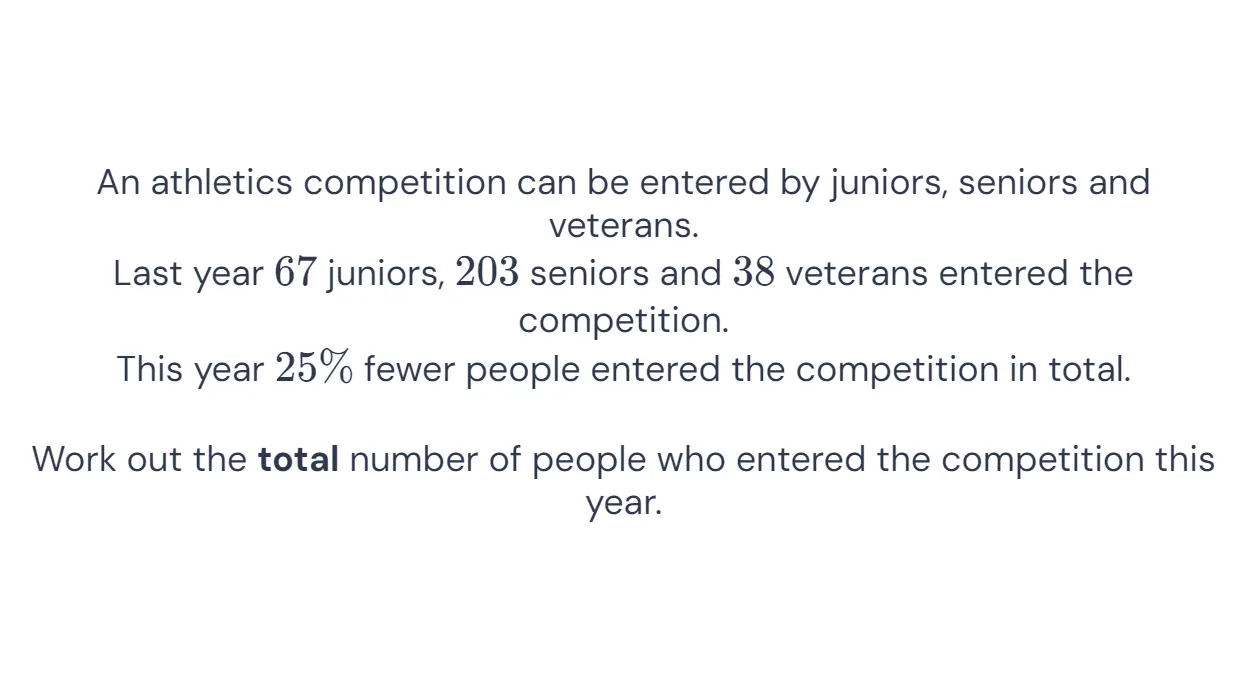 An athletics competition can be entered by juniors, seniors and
veterans.
Last year 67 juniors, 203 seniors and 38 veterans entered the
competition.
This year 25% fewer people entered the competition in total.
Work out the total number of people who entered the competition this
year.